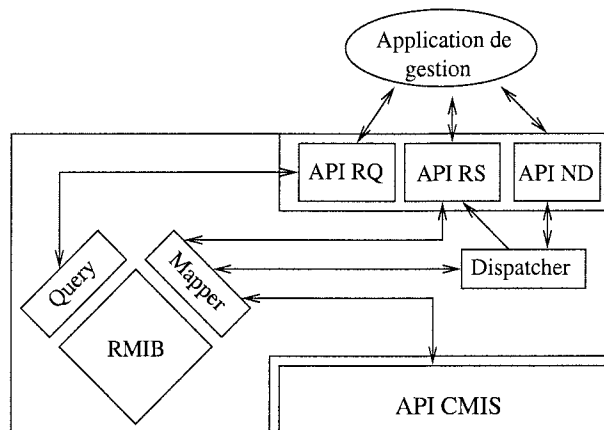 Application de
gestion
API RQ
API RS
API ND
Query
Mapper
Dispatcher
RMIB
API CMIS